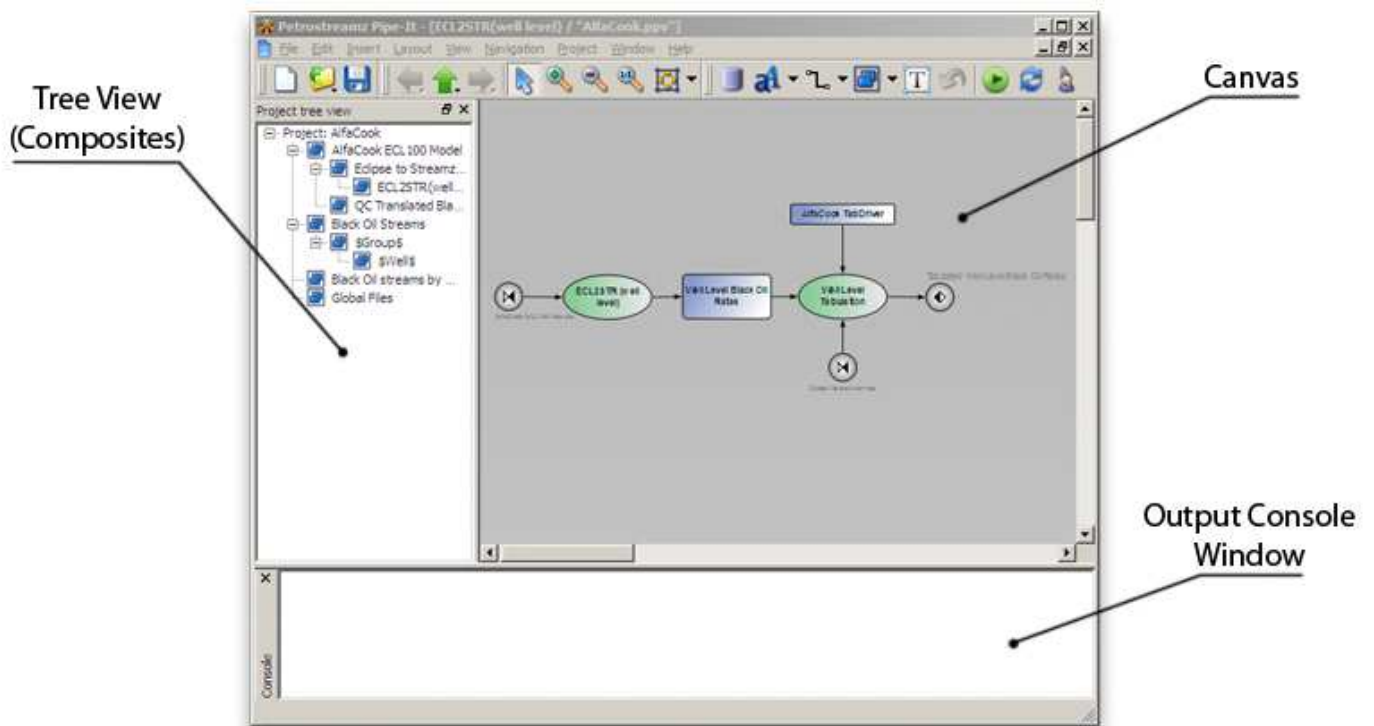 Petrostreamz Pipe-It - [ECL2STR(well level) / "AlfaCook.ppv"]
File Edit Insert Layout View Navigation Project Window Help
Tree View
(Composites)
Canvas
Project tree view
Project: AlfaCook
AlfaCook ECL100 Model
Eclipse to Streamz...
ECL2STR(well...
QC Translated Bla...
Black Oil Streams
$Group$
$Well$
Black Oil streams by ...
Global Files
AlfaCook TabDriver
ECL2STR (well
level)
Well Level Black Oil
Rates
Well Level
Tabulation
Output Console
Window
Console